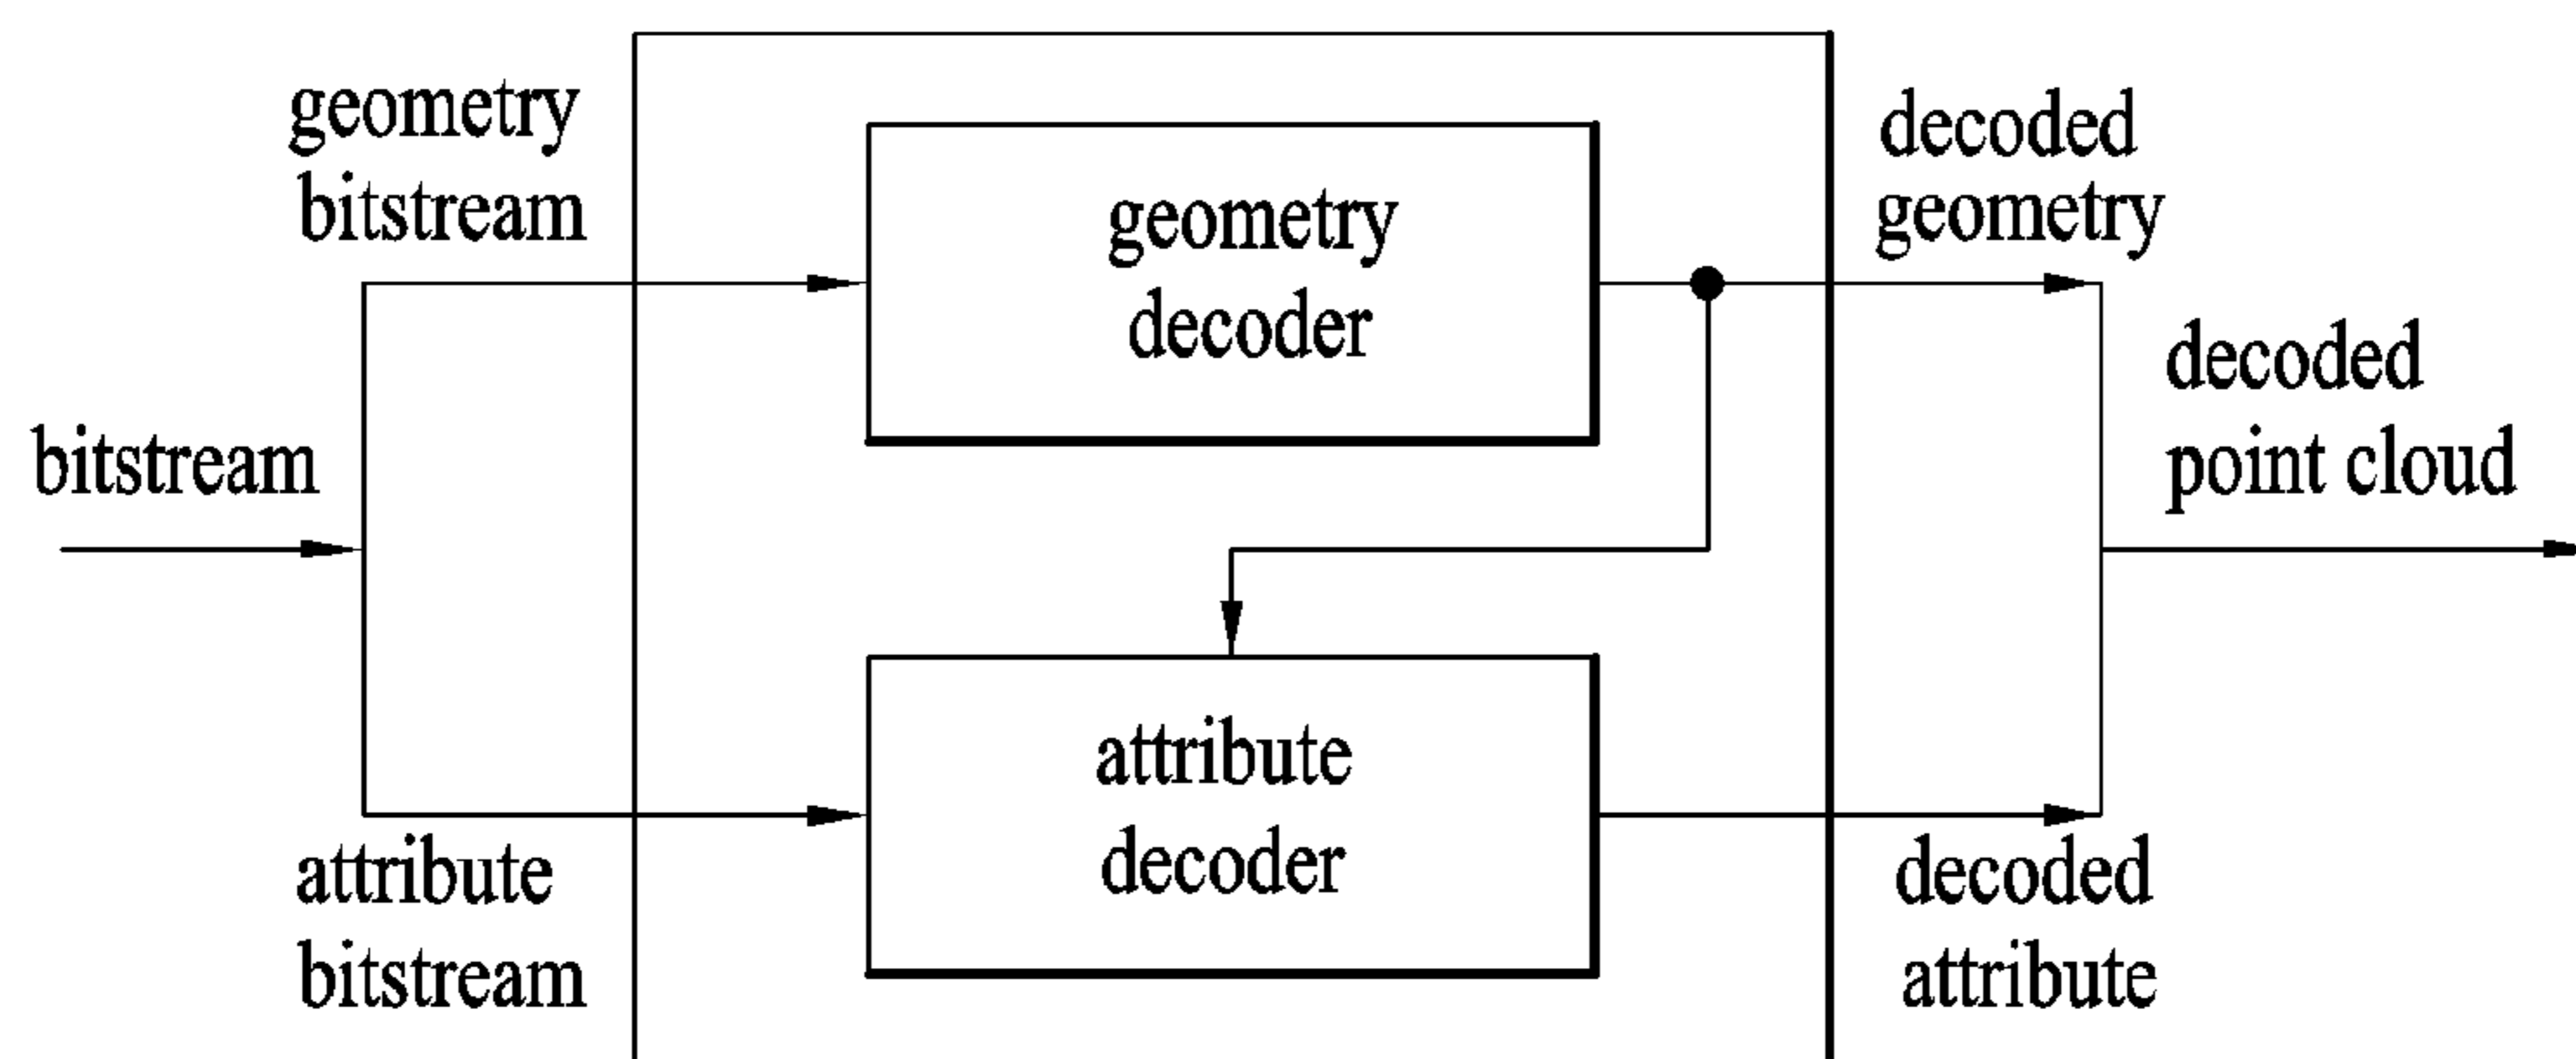 geometry
bitstream
geometry
decoder
decoded
geometry
bitstream
decoded
point cloud
attribute
decoder
attribute
bitstream
decoded
attribute